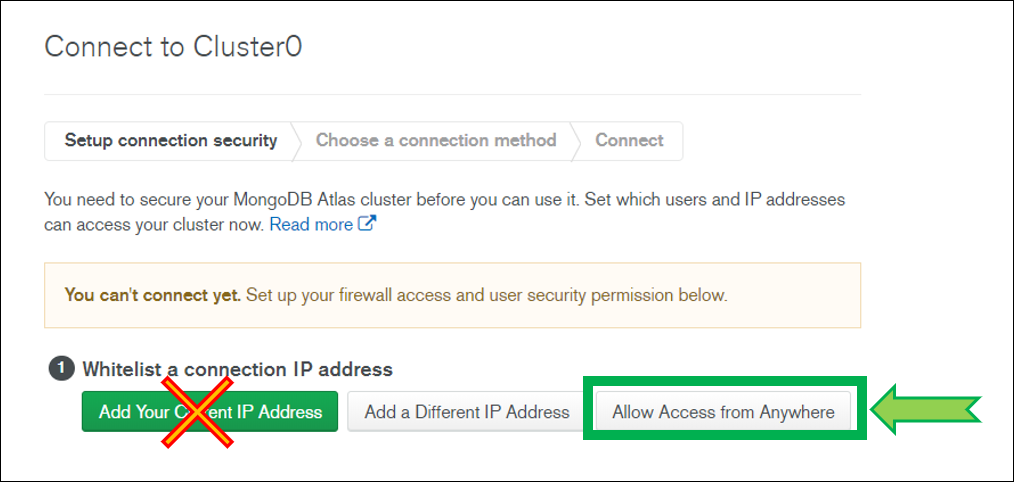 Connect to Cluster0
Setup connection security
Choose a connection method
Connect
You need to secure your MongoDB Atlas cluster before you can use it. Set which users and IP addresses
can access your cluster now. Read more
You can't connect yet. Set up your firewall access and user security permission below.
1 Whitelist a connection IP address
Add Your Current IP Address
Add a Different IP Address
Allow Access from Anywhere